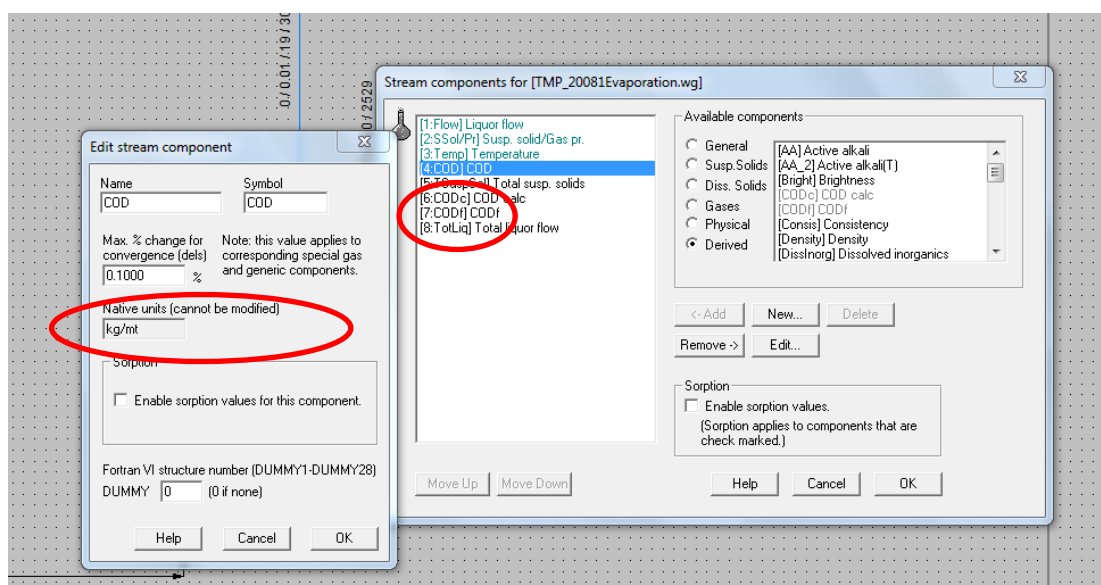 0/0.01/19/30
0/2529
Edit stream component
Name Symbol
COD COD
Max. % change for
convergence (dels)
Note: this value applies to
corresponding special gas
and generic components.
0.1000 %
Native units (cannot be modified)
kg/mt
Sorption
Enable sorption values for this component.
Fortran VI structure number (DUMMY1-DUMMY28)
DUMMY 0 (0 if none)
Help Cancel OK
Stream components for [TMP_20081Evaporation.wg]
[1:Flow] Liquor flow
[2:SSol/Pr] Susp. solid/Gas pr.
[3:Temp] Temperature
[4:COD] COD
[5:TSuspSol] Total susp. solids
[6:CODc] COD calc
[7:CODf] CODf
[8:TotLiq] Total liquor flow
Move Up Move Down
Available components
General
Susp.Solids
Diss. Solids
Gases
Physical
Derived
[AA] Active alkali
[AA_2] Active alkali(T)
[Bright] Brightness
[CODc] COD calc
[CODf] CODf
[Consis] Consistency
[Density] Density
[DissInorg] Dissolved inorganics
<- Add New... Delete
Remove -> Edit...
Sorption
Enable sorption values.
(Sorption applies to components that are
check marked.)
Help Cancel OK